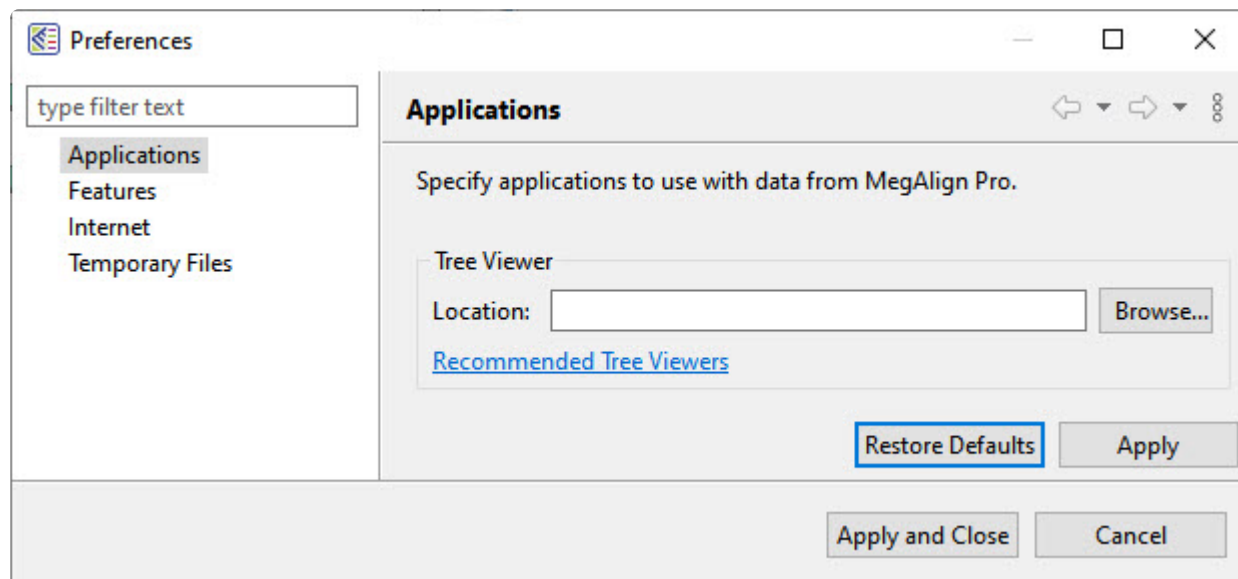 Preferences
type filter text
Applications
Features
Internet
Temporary Files
Applications
Specify applications to use with data from MegAlign Pro.
Tree Viewer
Location:
Browse...
Recommended Tree Viewers
Restore Defaults
Apply
Apply and Close
Cancel